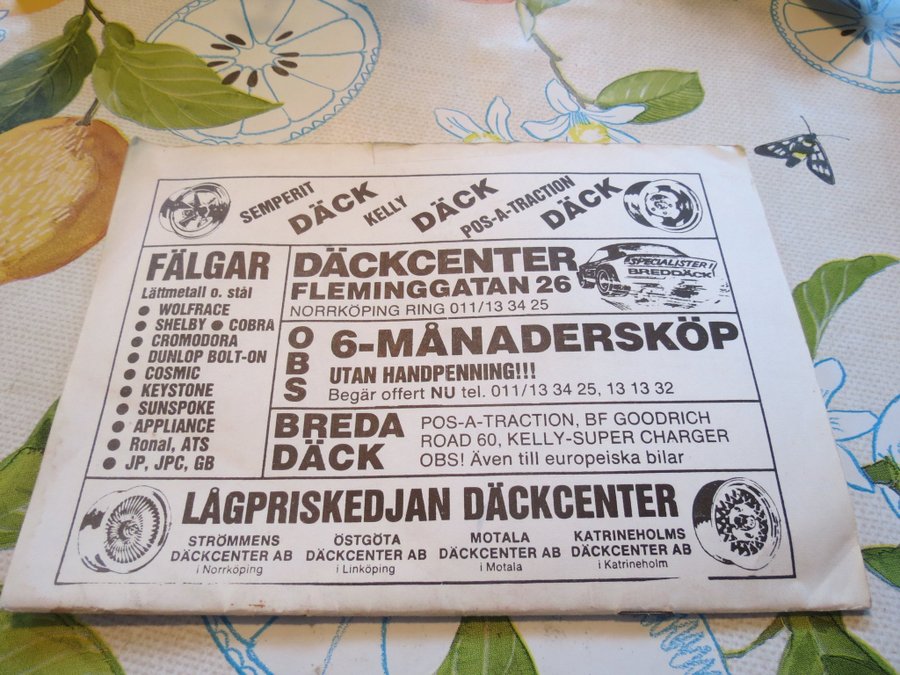 SEMPERIT DÄCK KELLY DÄCK POS-A-TRACTION DÄCK
FÄLGAR
Lättmetall o. stål
● WOLFRACE
● SHELBY ● COBRA
● CROMODORA
● DUNLOP BOLT-ON
● COSMIC
● KEYSTONE
● SUNSPOKE
● APPLIANCE
● Ronal, ATS
● JP, JPC, GB
DÄCKCENTER
FLEMINGGATAN 26
NORRKÖPING RING 011/13 34 25
SPECIALISTER I
BREDDÄCK
OBS
6-MÅNADERSKÖP
UTAN HANDPENNING!!!
Begär offert NU tel. 011/13 34 25, 13 13 32
BREDA
DÄCK
POS-A-TRACTION, BF GOODRICH
ROAD 60, KELLY-SUPER CHARGER
OBS! Även till europeiska bilar
LÅGPRISKEDJAN DÄCKCENTER
STRÖMMENS
DÄCKCENTER AB
i Norrköping
ÖSTGÖTA
DÄCKCENTER AB
i Linköping
MOTALA
DÄCKCENTER AB
i Motala
KATRINEHOLMS
DÄCKCENTER AB
i Katrineholm